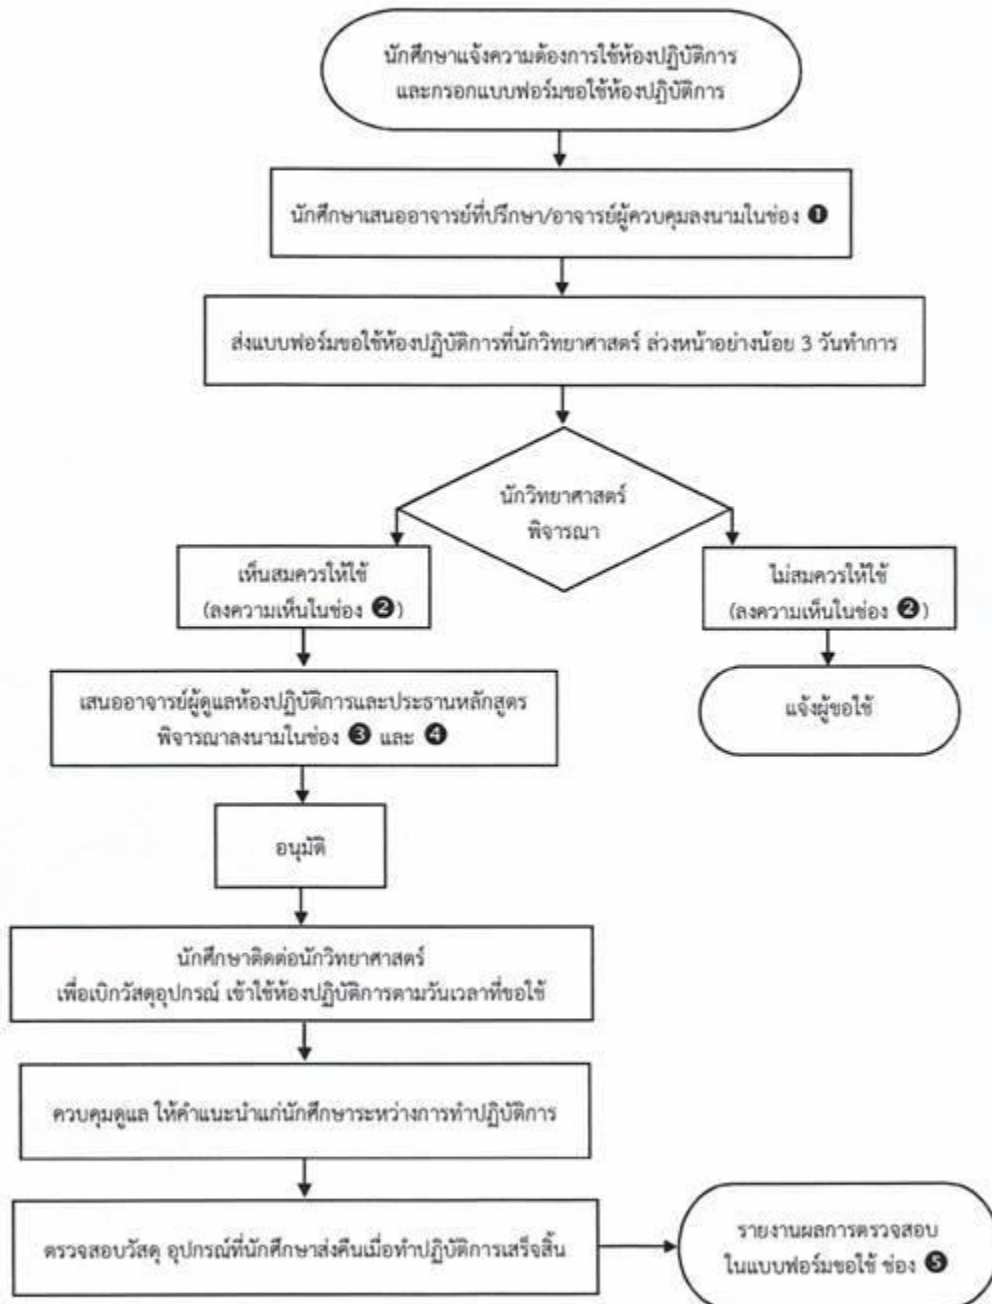 นักศึกษาแจ้งความต้องการใช้ห้องปฏิบัติการ
และกรอกแบบฟอร์มขอใช้ห้องปฏิบัติการ
นักศึกษาเสนออาจารย์ที่ปรึกษา/อาจารย์ผู้ควบคุมลงนามในช่อง ❶
ส่งแบบฟอร์มขอใช้ห้องปฏิบัติการที่นักวิทยาศาสตร์ ล่วงหน้าอย่างน้อย 3 วันทำการ
นักวิทยาศาสตร์
พิจารณา
เห็นสมควรให้ใช้
(ลงความเห็นในช่อง ❷)
ไม่สมควรให้ใช้
(ลงความเห็นในช่อง ❷)
เสนออาจารย์ผู้ดูแลห้องปฏิบัติการและประธานหลักสูตร
พิจารณาลงนามในช่อง ❸ และ ❹
แจ้งผู้ขอใช้
อนุมัติ
นักศึกษาติดต่อนักวิทยาศาสตร์
เพื่อเบิกวัสดุอุปกรณ์ เข้าใช้ห้องปฏิบัติการตามวันเวลาที่ขอใช้
ควบคุมดูแล ให้คำแนะนำแก่นักศึกษาระหว่างการทำปฏิบัติการ
ตรวจสอบวัสดุ อุปกรณ์ที่นักศึกษาส่งคืนเมื่อทำปฏิบัติการเสร็จสิ้น
รายงานผลการตรวจสอบ
ในแบบฟอร์มขอใช้ ช่อง ❺